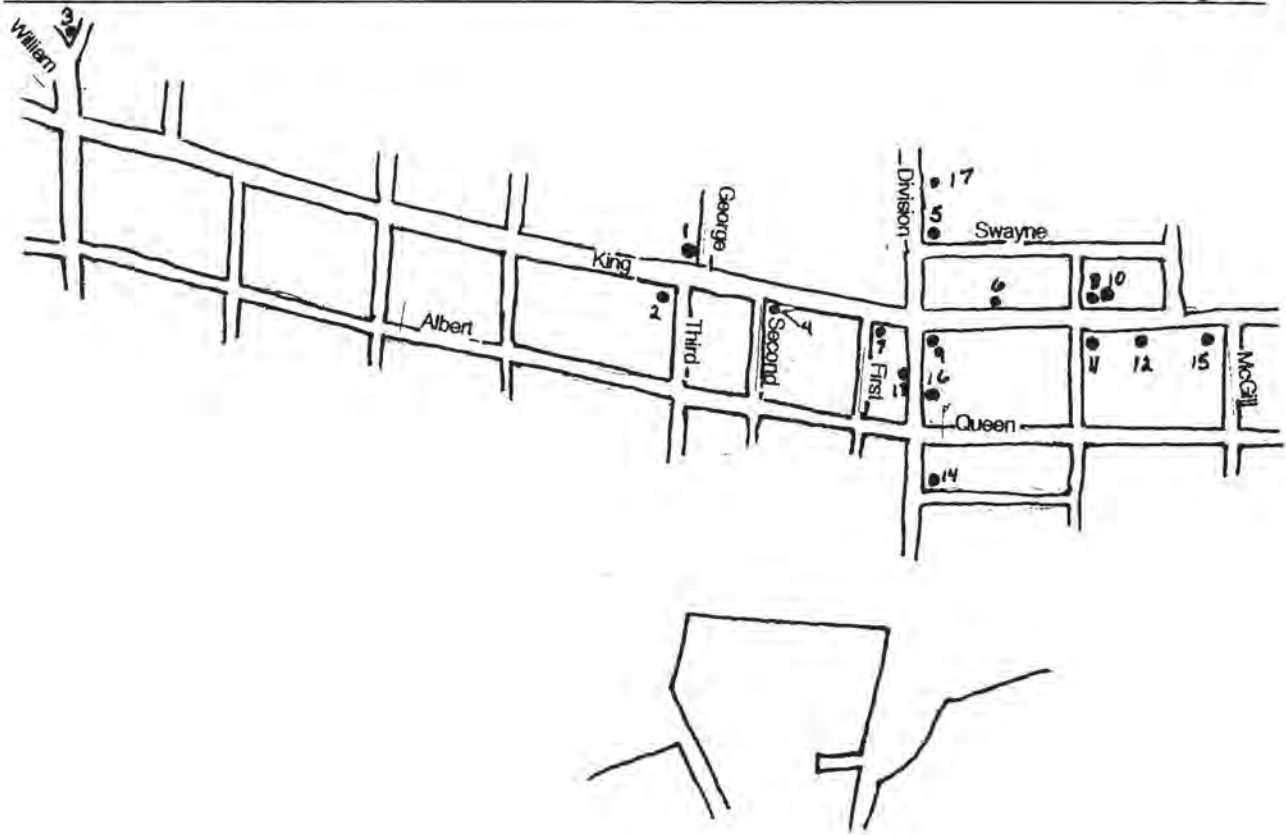 3
William
George
Division
17
5
Swayne
1
King
6
8
10
2
Albert
Third
Second
4
7
First
13
9
16
11
12
15
McGill
Queen
14